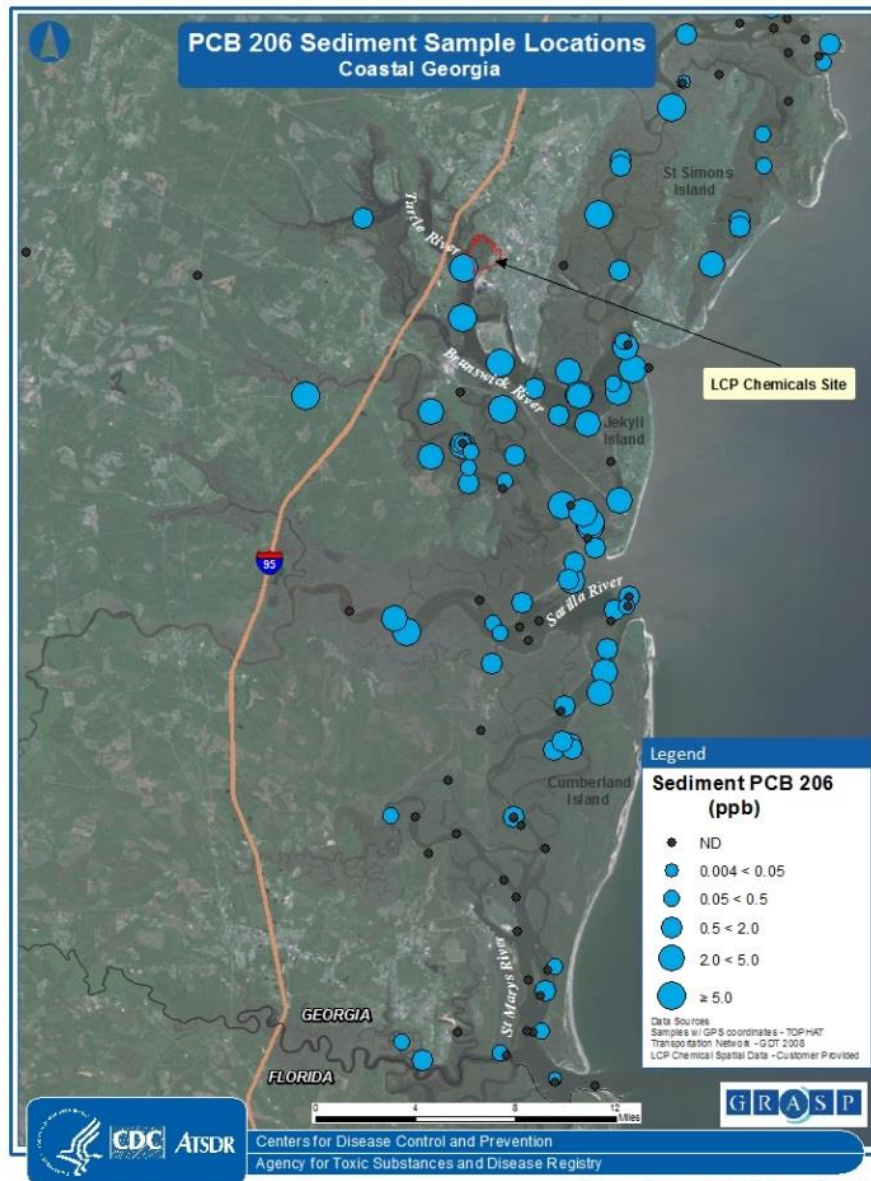 PCB 206 Sediment Sample Locations
Coastal Georgia
St Simons
Island
Turtle River
LCP Chemicals Site
Brunswick River
Jekyll
Island
95
Satilla River
Legend
Sediment PCB 206
(ppb)
ND
0.004 < 0.05
0.05 < 0.5
0.5 < 2.0
2.0 < 5.0
≥ 5.0
Cumberland
Island
St Marys River
Data Sources
Samples w/ GPS coordinates - TOPHAT
Transportation Network - GDT 2008
LCP Chemical Spatial Data - Customer Provided
GEORGIA
FLORIDA
0 4 8 12
Miles
GRASP
CDC ATSDR
Centers for Disease Control and Prevention
Agency for Toxic Substances and Disease Registry